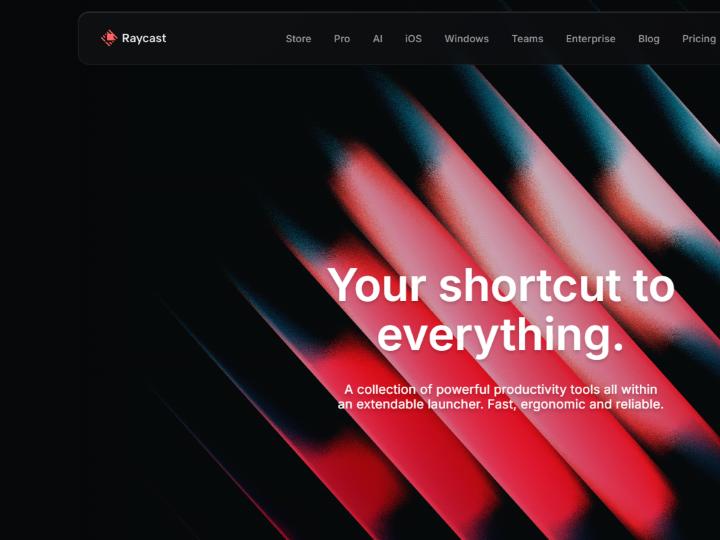 Raycast Store Pro AI iOS Windows Teams Enterprise Blog Pricing
Your shortcut to
everything.
A collection of powerful productivity tools all within
an extendable launcher. Fast, ergonomic and reliable.